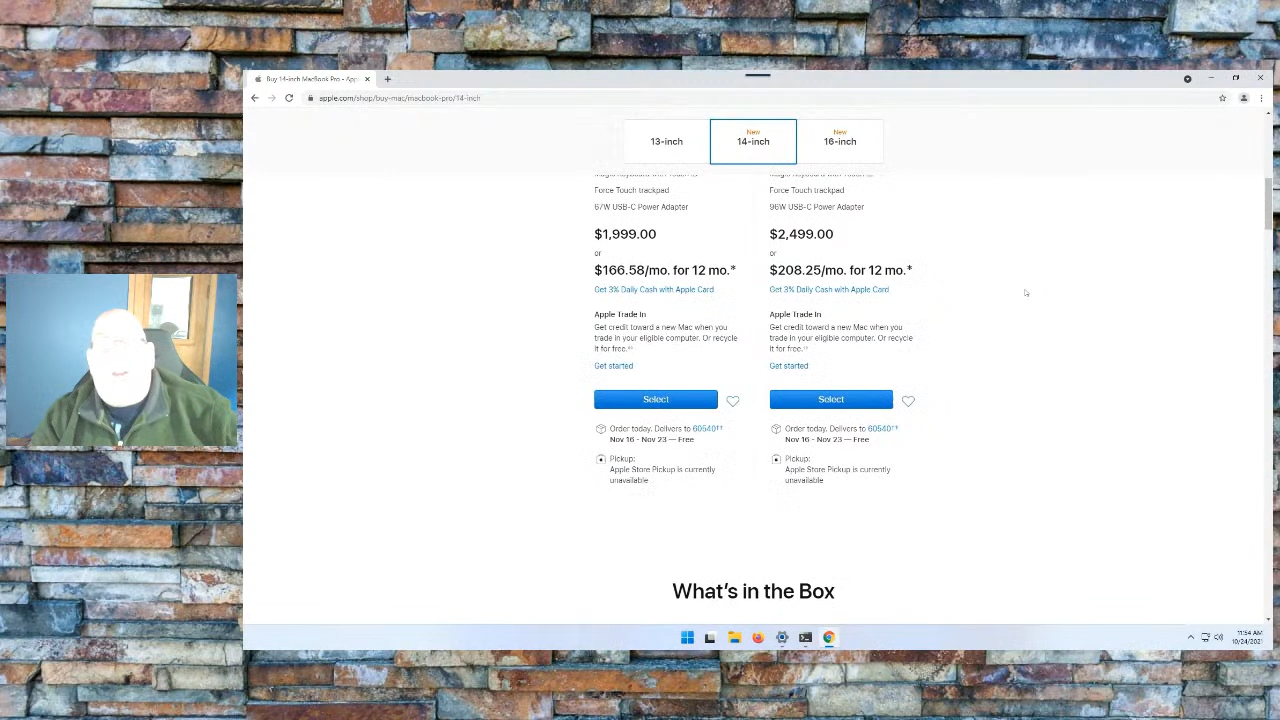 Buy 14-inch MacBook Pro - App
apple.com/shop/buy-mac/macbook-pro/14-inch
13-inch
New
14-inch
New
16-inch
Force Touch trackpad
67W USB-C Power Adapter
$1,999.00
or
$166.58/mo. for 12 mo.*
Get 3% Daily Cash with Apple Card
Apple Trade In
Get credit toward a new Mac when you
trade in your eligible computer. Or recycle
it for free.**
Get started
Select
Order today. Delivers to 60540††
Nov 16 - Nov 23 — Free
Pickup:
Apple Store Pickup is currently
unavailable
Force Touch trackpad
96W USB-C Power Adapter
$2,499.00
or
$208.25/mo. for 12 mo.*
Get 3% Daily Cash with Apple Card
Apple Trade In
Get credit toward a new Mac when you
trade in your eligible computer. Or recycle
it for free.**
Get started
Select
Order today. Delivers to 60540††
Nov 16 - Nov 23 — Free
Pickup:
Apple Store Pickup is currently
unavailable
What's in the Box
11:54 AM
10/24/2021